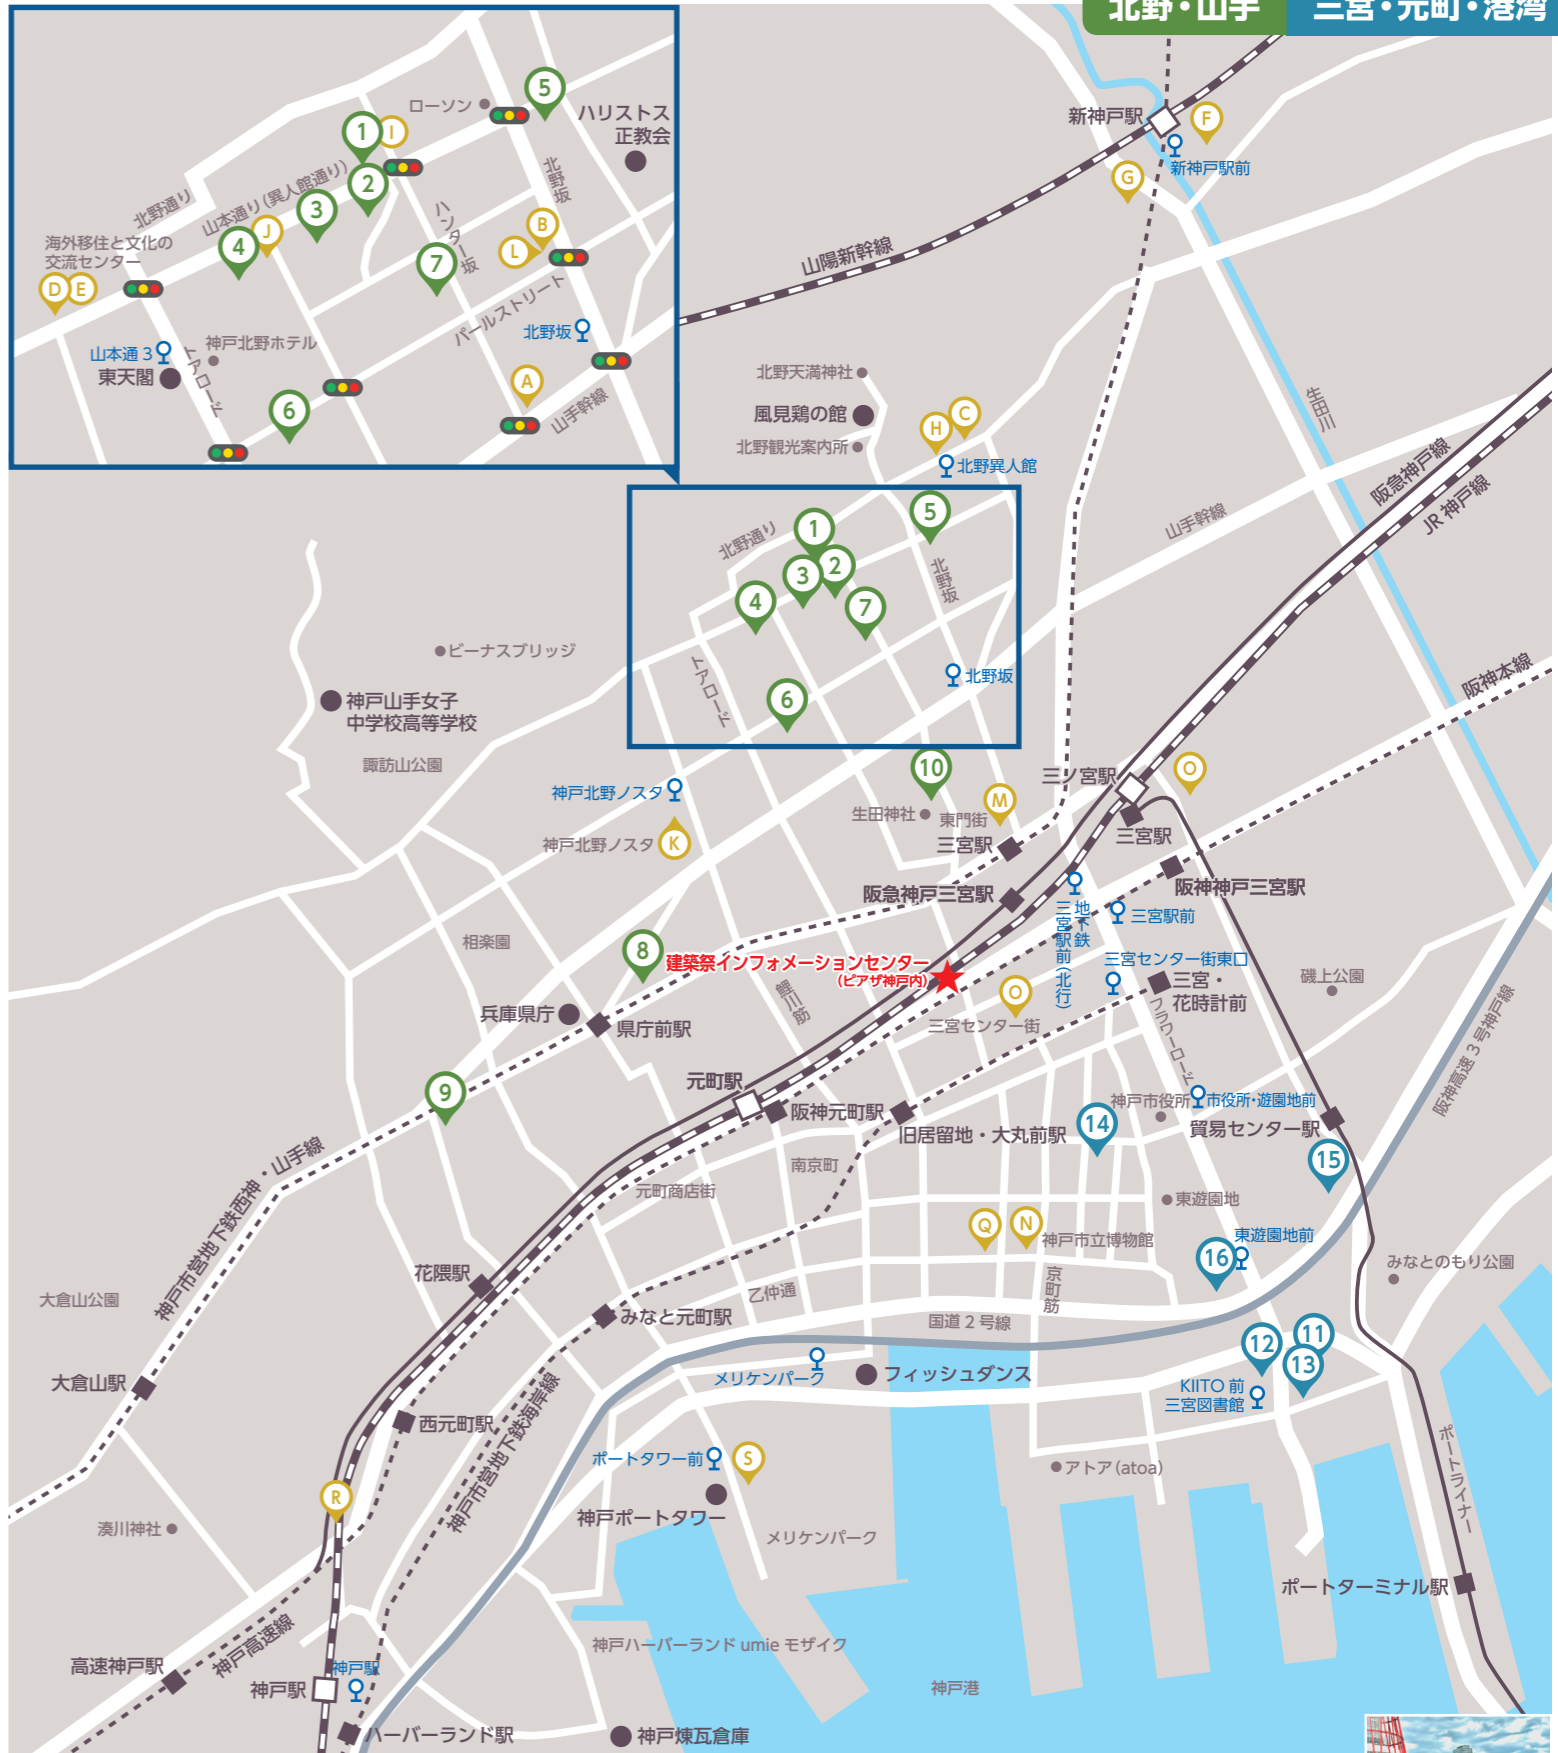 北野・山手
三宮・元町・港湾
ローソン
5
ハリストス
正教会
1
I
2
北野坂
山本通り(異人館通り)
北野通り
3
J
4
ハンター坂
B
L
7
海外移住と文化の
交流センター
D
E
パールストリート
北野坂
山本通 3
東天閣
神戸北野ホテル
トアロード
6
A
山手幹線
新神戸駅
F
新神戸駅前
G
山陽新幹線
北野天満神社
風見鶏の館
北野観光案内所
C
H
北野異人館
生田川
阪急神戸線
JR 神戸線
山手幹線
5
1
北野通り
2
3
北野坂
4
7
トアロード
北野坂
6
ビーナスブリッジ
神戸山手女子
中学校高等学校
諏訪山公園
阪神本線
10
三ノ宮駅
O
神戸北野ノスタ
生田神社
東門街
M
三宮駅
三宮駅
神戸北野ノスタ
K
阪急神戸三宮駅
阪神神戸三宮駅
地下鉄
三宮駅前(北行)
三宮駅前
相楽園
8
建築祭インフォメーションセンター
(ピアザ神戸内)
三宮センター街東口
三宮・
花時計前
磯上公園
O
三宮センター街
フラワーロード
鯉川筋
兵庫県庁
県庁前駅
阪神高速 3 号神戸線
9
元町駅
阪神元町駅
旧居留地・大丸前駅
14
神戸市役所
市役所・遊園地前
貿易センター駅
15
南京町
元町商店街
東遊園地
神戸市営地下鉄西神・山手線
Q
N
神戸市立博物館
東遊園地前
16
みなとのもり公園
花隈駅
京町筋
大倉山公園
乙仲通
みなと元町駅
国道 2 号線
12
11
13
大倉山駅
メリケンパーク
フィッシュダンス
KIITO 前
三宮図書館
西元町駅
神戸市営地下鉄海岸線
ポートタワー前
S
アトア(atoa)
ポートライナー
R
神戸ポートタワー
湊川神社
メリケンパーク
ポートターミナル駅
神戸高速線
神戸ハーバーランド umie モザイク
高速神戸駅
神戸駅
神戸駅
神戸港
ハーバーランド駅
神戸煉瓦倉庫